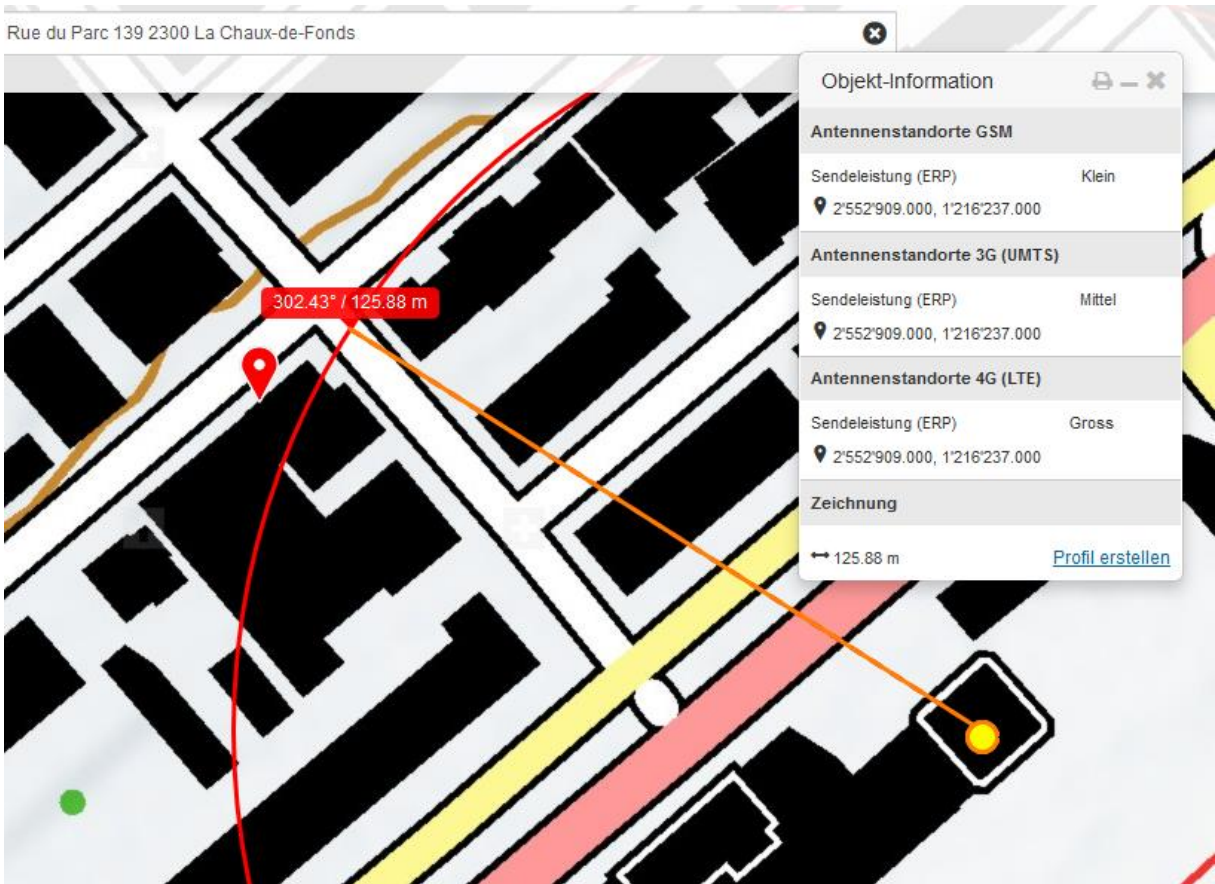 Rue du Parc 139 2300 La Chaux-de-Fonds
Objekt-Information
Antennenstandorte GSM
Sendeleistung (ERP) Klein
2'552'909.000, 1'216'237.000
Antennenstandorte 3G (UMTS)
Sendeleistung (ERP) Mittel
2'552'909.000, 1'216'237.000
Antennenstandorte 4G (LTE)
Sendeleistung (ERP) Gross
2'552'909.000, 1'216'237.000
Zeichnung
125.88 m Profil erstellen
302.43° / 125.88 m